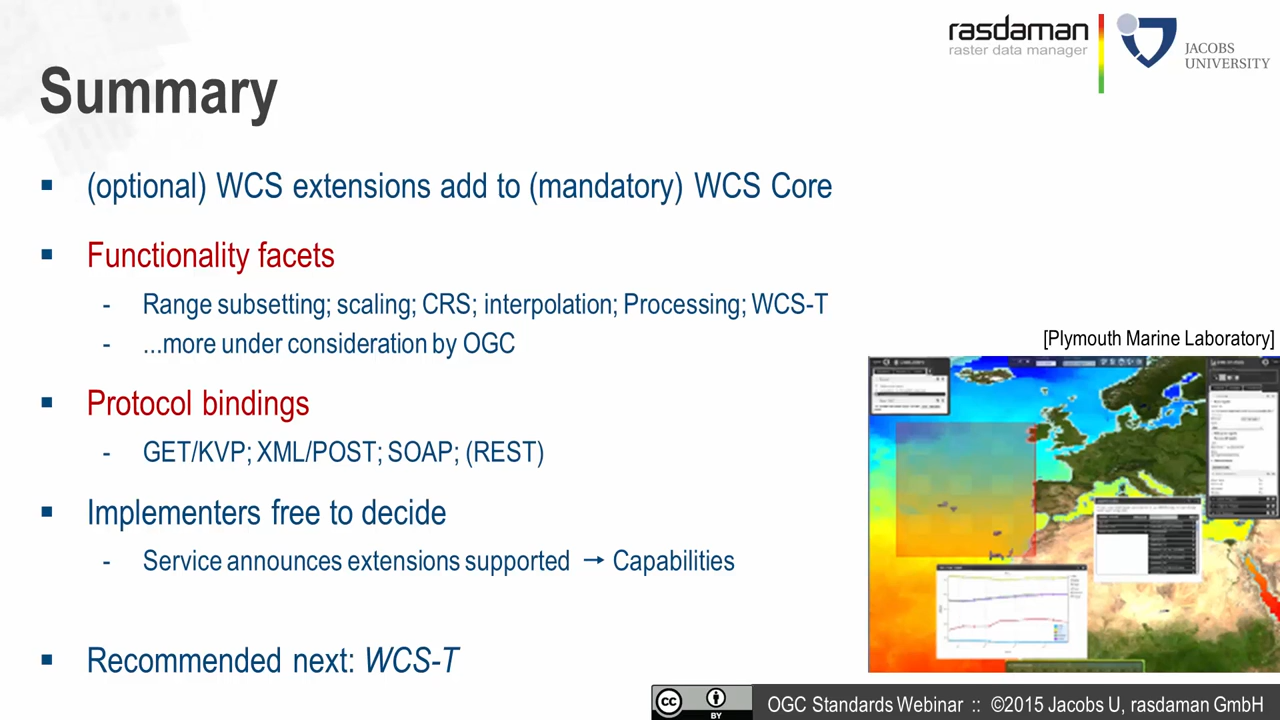 rasdaman
raster data manager
JACOBS
UNIVERSITY
Summary
(optional) WCS extensions add to (mandatory) WCS Core
Functionality facets
- Range subsetting; scaling; CRS; interpolation; Processing; WCS-T
- ...more under consideration by OGC
[Plymouth Marine Laboratory]
Protocol bindings
- GET/KVP; XML/POST; SOAP; (REST)
Implementers free to decide
- Service announces extensions supported → Capabilities
Recommended next: WCS-T
cc BY
OGC Standards Webinar :: ©2015 Jacobs U, rasdaman GmbH